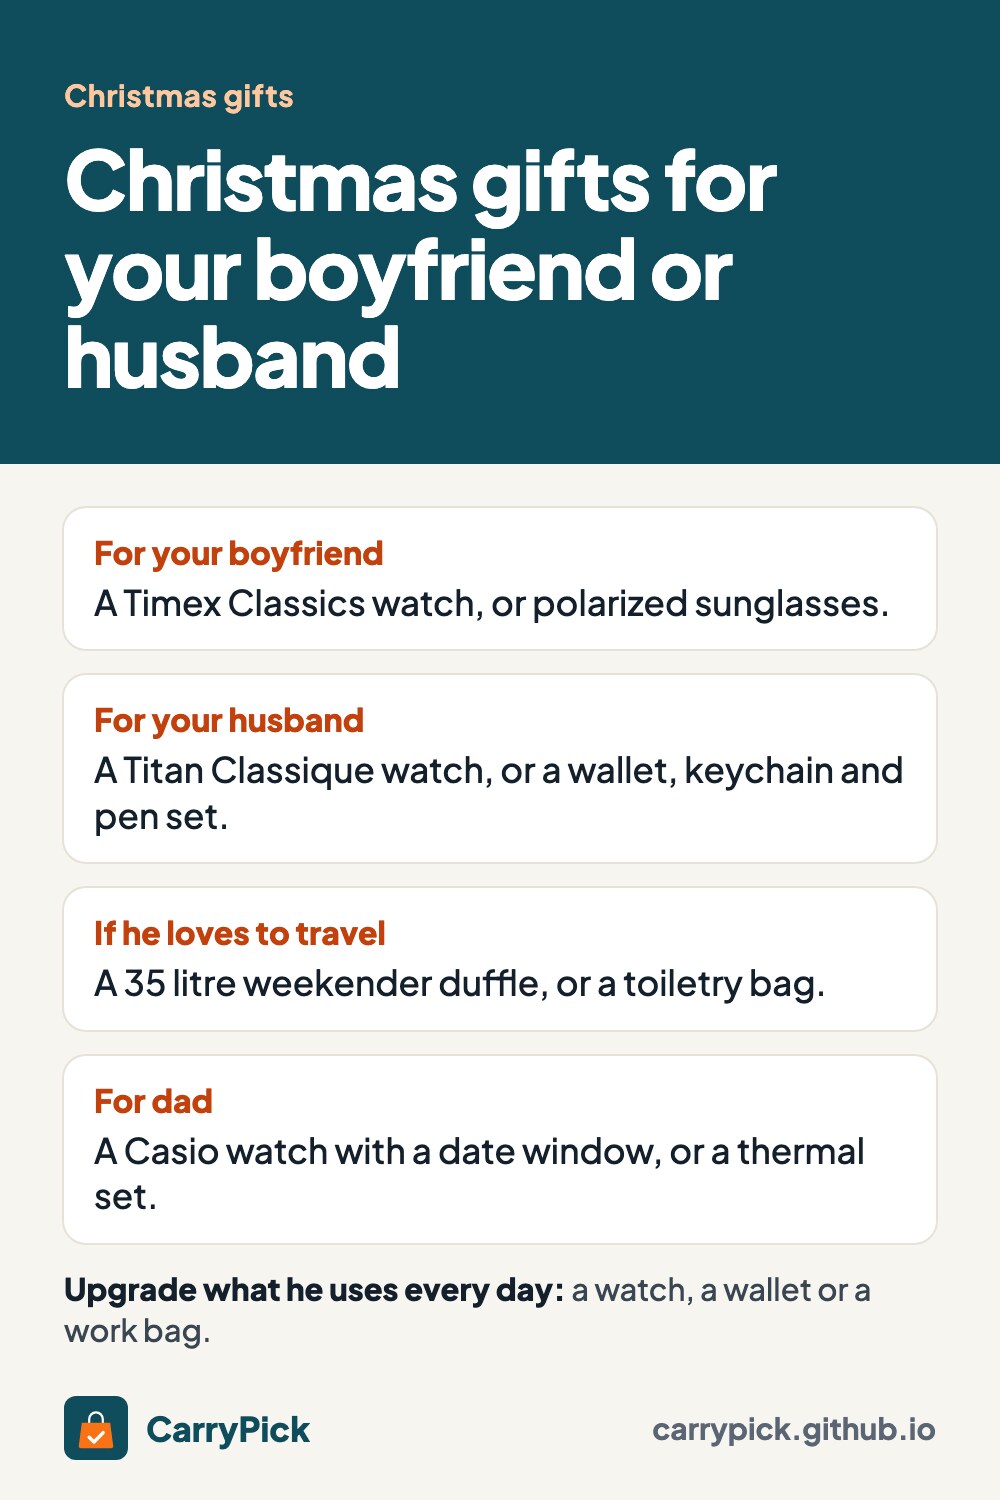 Christmas gifts
Christmas gifts for
your boyfriend or
husband
For your boyfriend
A Timex Classics watch, or polarized sunglasses.
For your husband
A Titan Classique watch, or a wallet, keychain and
pen set.
If he loves to travel
A 35 litre weekender duffle, or a toiletry bag.
For dad
A Casio watch with a date window, or a thermal
set.
Upgrade what he uses every day: a watch, a wallet or a
work bag.
CarryPick
carrypick.github.io